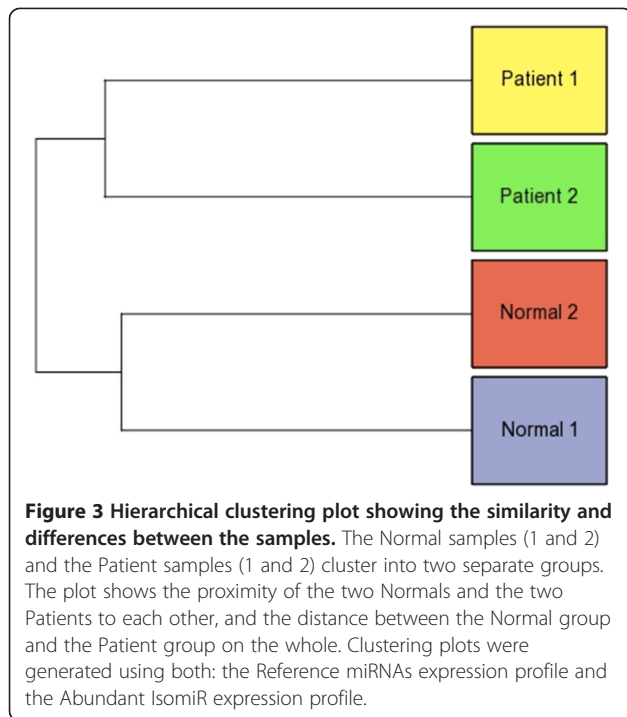 Patient 1
Patient 2
Normal 2
Normal 1
Figure 3 Hierarchical clustering plot showing the similarity and
differences between the samples. The Normal samples (1 and 2)
and the Patient samples (1 and 2) cluster into two separate groups.
The plot shows the proximity of the two Normals and the two
Patients to each other, and the distance between the Normal group
and the Patient group on the whole. Clustering plots were
generated using both: the Reference miRNAs expression profile and
the Abundant IsomiR expression profile.